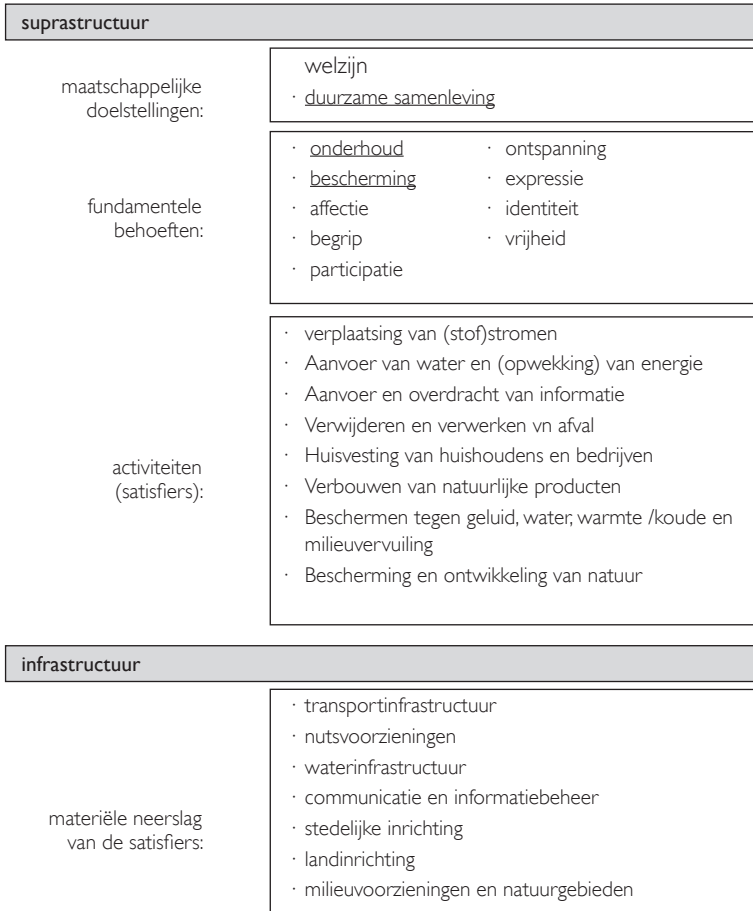 suprastructuur
maatschappelijke
doelstellingen:
welzijn
· duurzame samenleving
fundamentele
behoeften:
· onderhoud
· bescherming
· affectie
· begrip
· participatie
· ontspanning
· expressie
· identiteit
· vrijheid
activiteiten
(satisfiers):
· verplaatsing van (stof)stromen
· Aanvoer van water en (opwekking) van energie
· Aanvoer en overdracht van informatie
· Verwijderen en verwerken vn afval
· Huisvesting van huishoudens en bedrijven
· Verbouwen van natuurlijke producten
· Beschermen tegen geluid, water, warmte /koude en
milieuvervuiling
· Bescherming en ontwikkeling van natuur
infrastructuur
materiële neerslag
van de satisfiers:
· transportinfrastructuur
· nutsvoorzieningen
· waterinfrastructuur
· communicatie en informatiebeheer
· stedelijke inrichting
· landinrichting
· milieuvoorzieningen en natuurgebieden